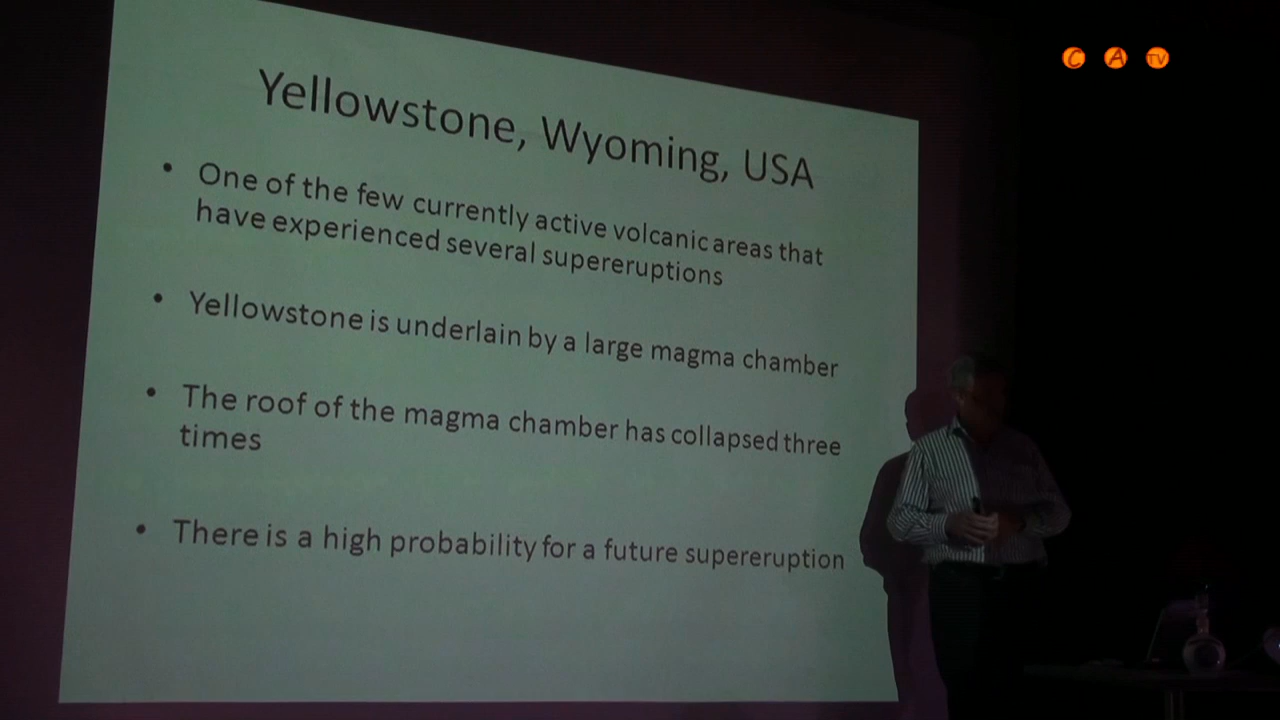 C A TV
Yellowstone, Wyoming, USA
• One of the few currently active volcanic areas that
have experienced several supereruptions
• Yellowstone is underlain by a large magma chamber
• The roof of the magma chamber has collapsed three
times
• There is a high probability for a future supereruption